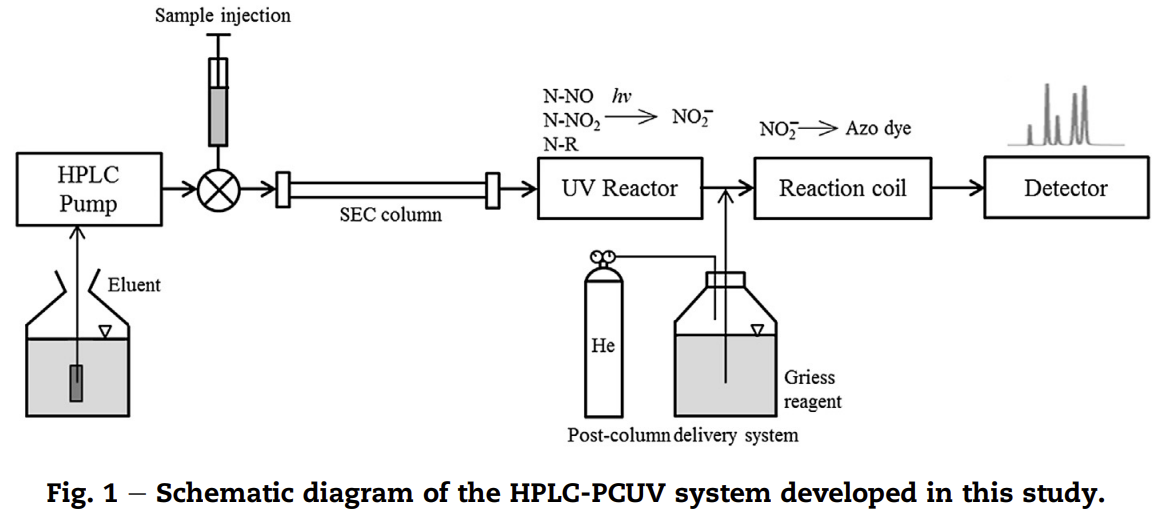 Sample injection
HPLC
Pump
Eluent
SEC column
N-NO hv
N-NO₂ → NO₂⁻
N-R
UV Reactor
NO₂⁻ → Azo dye
Reaction coil
Detector
He
Griess
reagent
Post-column delivery system
Fig. 1 – Schematic diagram of the HPLC-PCUV system developed in this study.